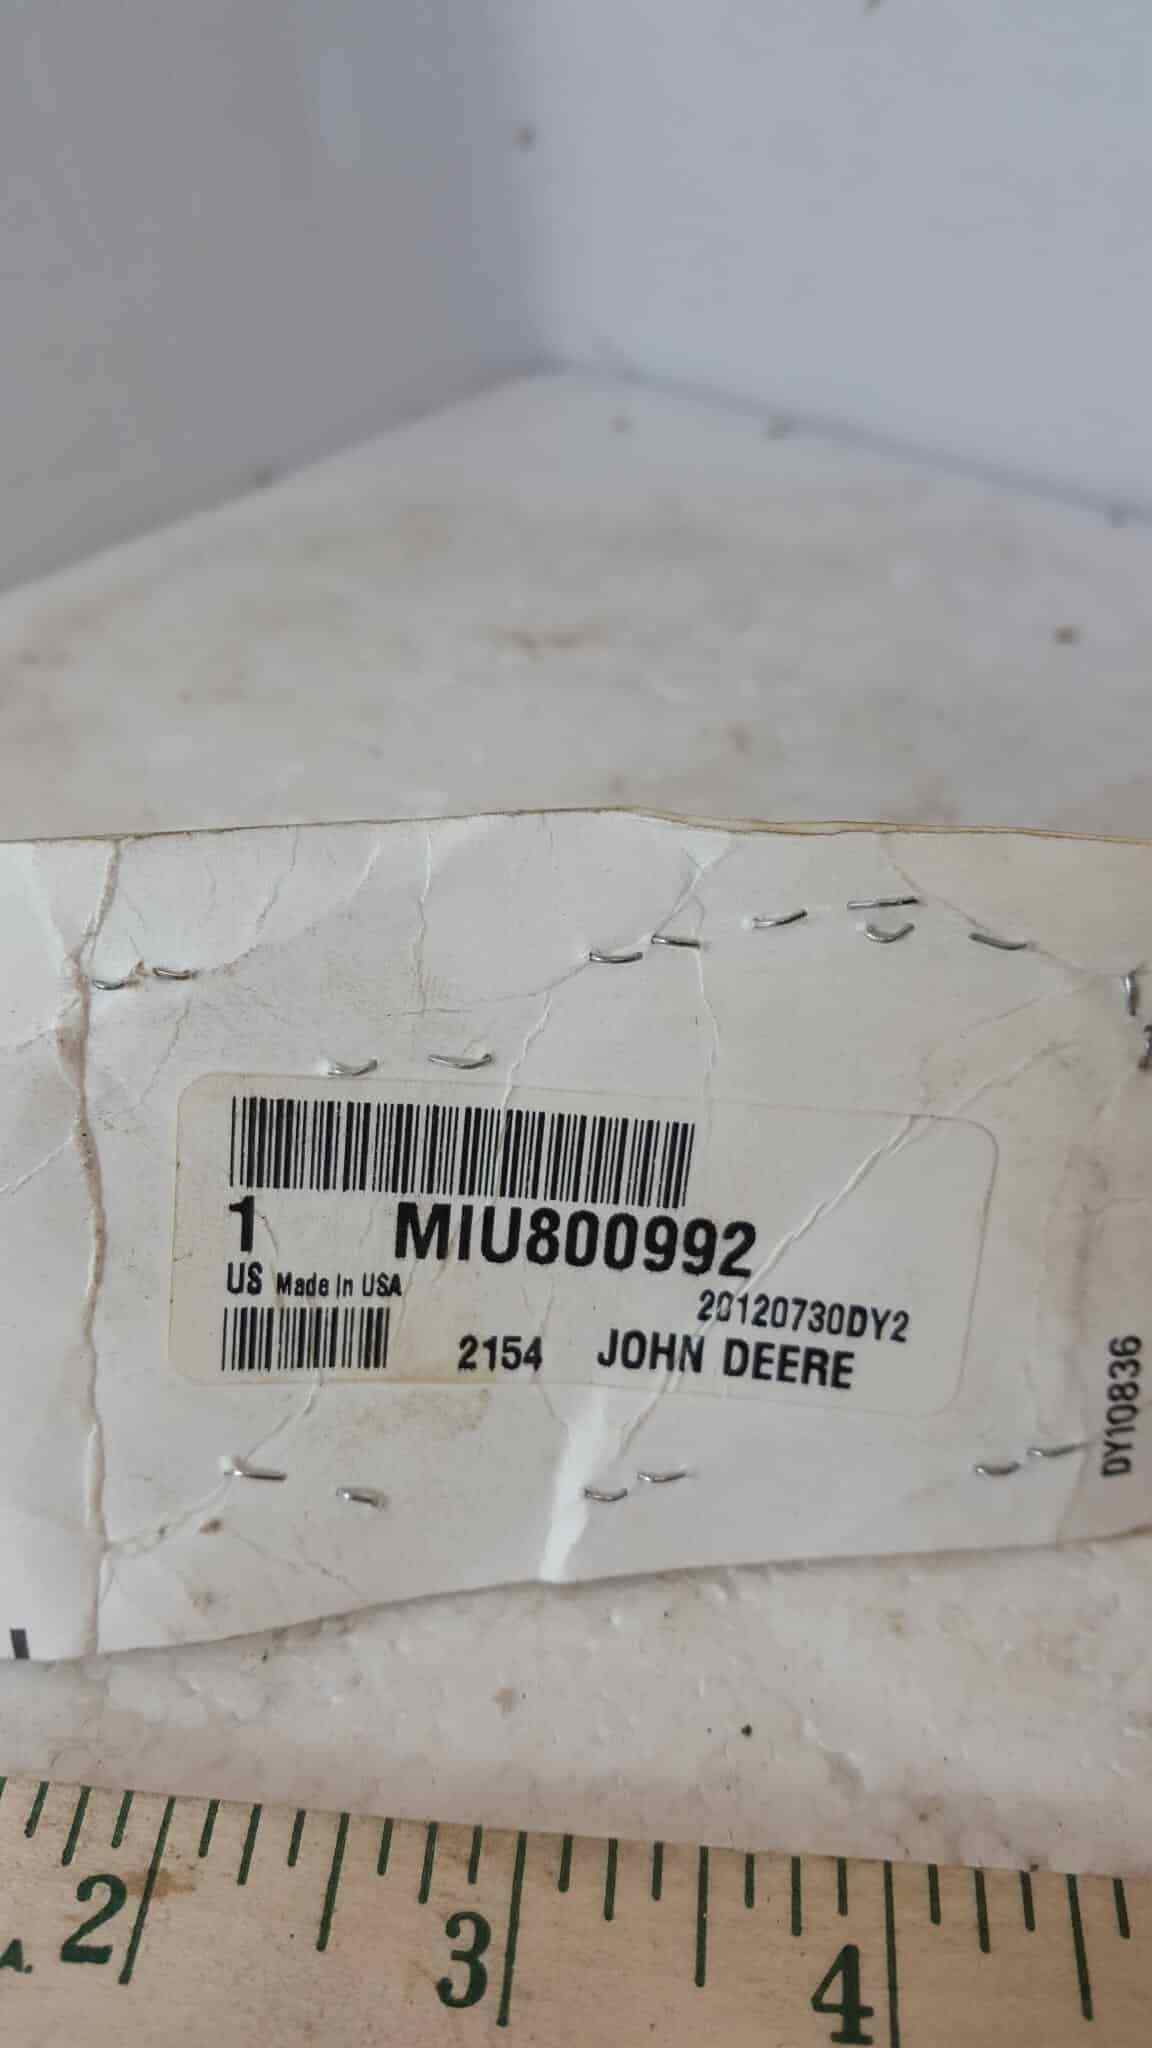 1 MIU800992
US Made In USA
20120730DY2
2154 JOHN DEERE
DY10836
A. 2 3 4